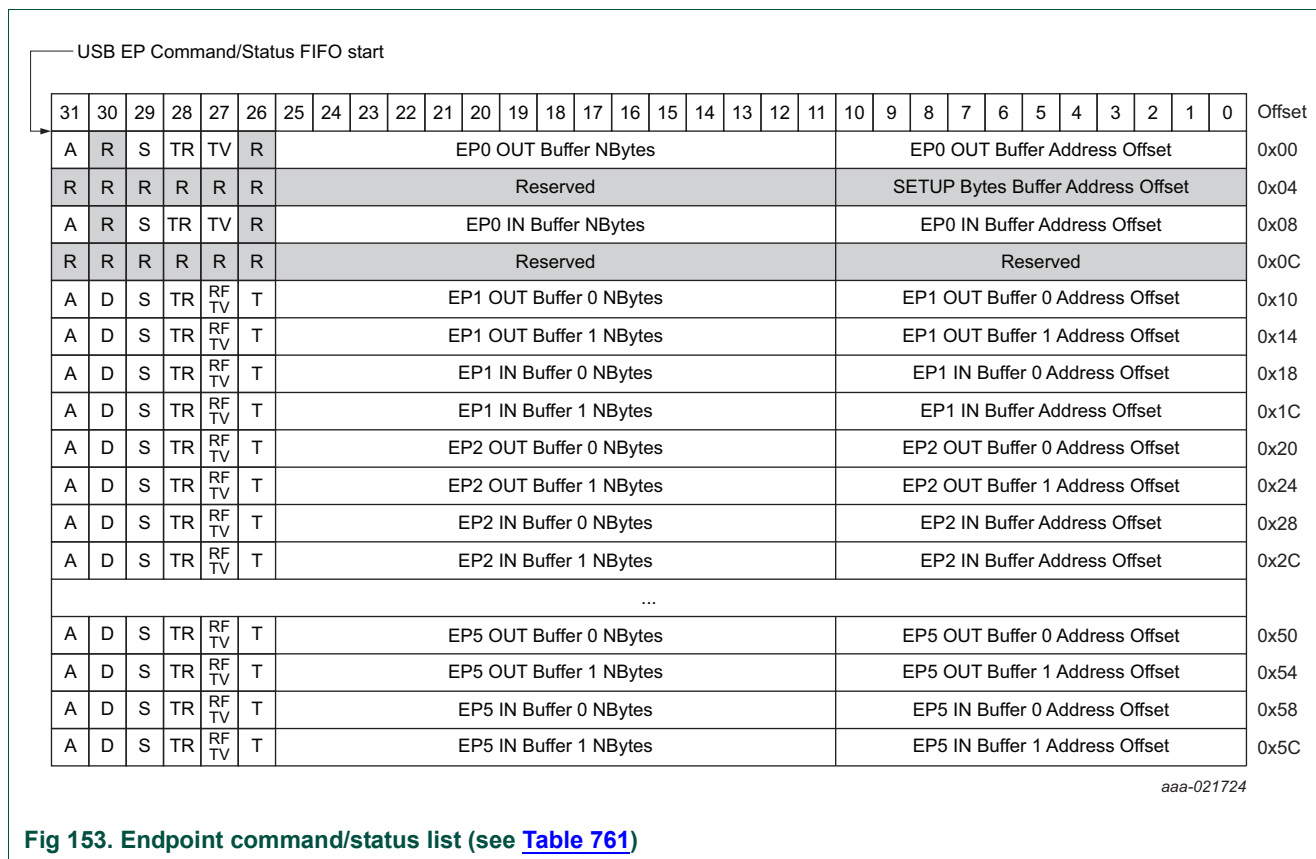 USB EP Command/Status FIFO start
31 30 29 28 27 26 25 24 23 22 21 20 19 18 17 16 15 14 13 12 11 10 9 8 7 6 5 4 3 2 1 0 Offset
A R S TR TV R EP0 OUT Buffer NBytes EP0 OUT Buffer Address Offset 0x00
R R R R R R Reserved SETUP Bytes Buffer Address Offset 0x04
A R S TR TV R EP0 IN Buffer NBytes EP0 IN Buffer Address Offset 0x08
R R R R R R Reserved Reserved 0x0C
A D S TR RF TV T EP1 OUT Buffer 0 NBytes EP1 OUT Buffer 0 Address Offset 0x10
A D S TR RF TV T EP1 OUT Buffer 1 NBytes EP1 OUT Buffer 1 Address Offset 0x14
A D S TR RF TV T EP1 IN Buffer 0 NBytes EP1 IN Buffer 0 Address Offset 0x18
A D S TR RF TV T EP1 IN Buffer 1 NBytes EP1 IN Buffer Address Offset 0x1C
A D S TR RF TV T EP2 OUT Buffer 0 NBytes EP2 OUT Buffer 0 Address Offset 0x20
A D S TR RF TV T EP2 OUT Buffer 1 NBytes EP2 OUT Buffer 1 Address Offset 0x24
A D S TR RF TV T EP2 IN Buffer 0 NBytes EP2 IN Buffer Address Offset 0x28
A D S TR RF TV T EP2 IN Buffer 1 NBytes EP2 IN Buffer Address Offset 0x2C
...
A D S TR RF TV T EP5 OUT Buffer 0 NBytes EP5 OUT Buffer 0 Address Offset 0x50
A D S TR RF TV T EP5 OUT Buffer 1 NBytes EP5 OUT Buffer 1 Address Offset 0x54
A D S TR RF TV T EP5 IN Buffer 0 NBytes EP5 IN Buffer 0 Address Offset 0x58
A D S TR RF TV T EP5 IN Buffer 1 NBytes EP5 IN Buffer 1 Address Offset 0x5C
aaa-021724
Fig 153. Endpoint command/status list (see Table 761)